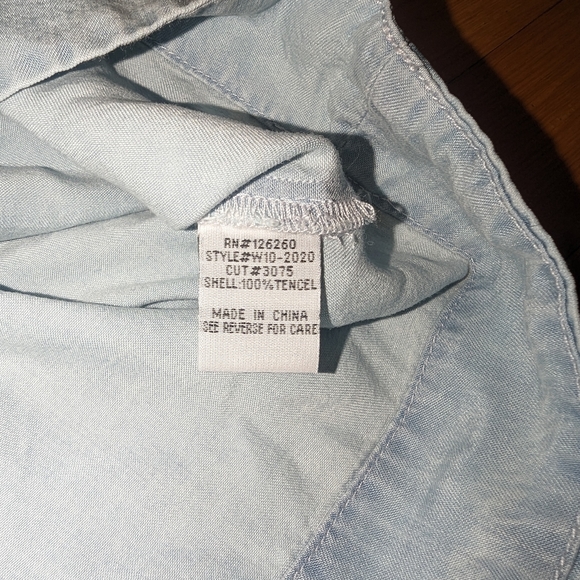 RN#126260
STYLE#W10-2020
CUT#3075
SHELL:100%TENCEL
MADE IN CHINA
SEE REVERSE FOR CARE